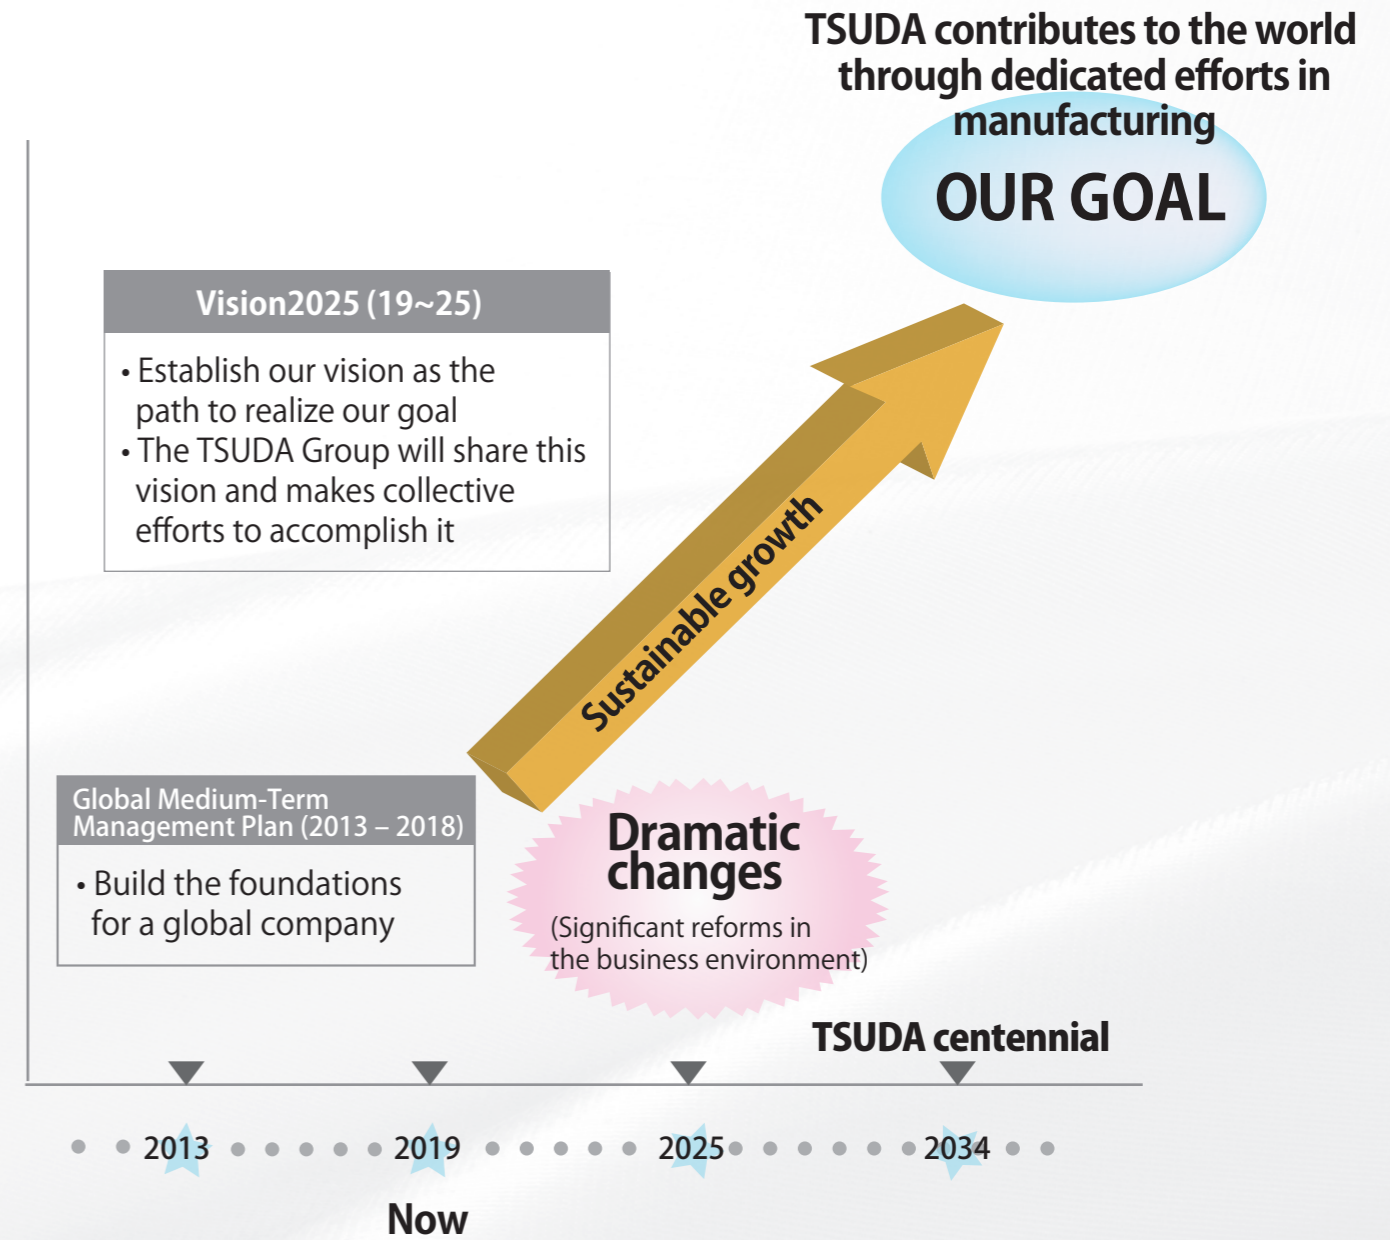 TSUDA contributes to the world
through dedicated efforts in
manufacturing
OUR GOAL
Vision2025 (19~25)
• Establish our vision as the
path to realize our goal
• The TSUDA Group will share this
vision and makes collective
efforts to accomplish it
Sustainable growth
Global Medium-Term
Management Plan (2013 – 2018)
• Build the foundations
for a global company
Dramatic
changes
(Significant reforms in
the business environment)
TSUDA centennial
2013 2019 2025 2034
Now